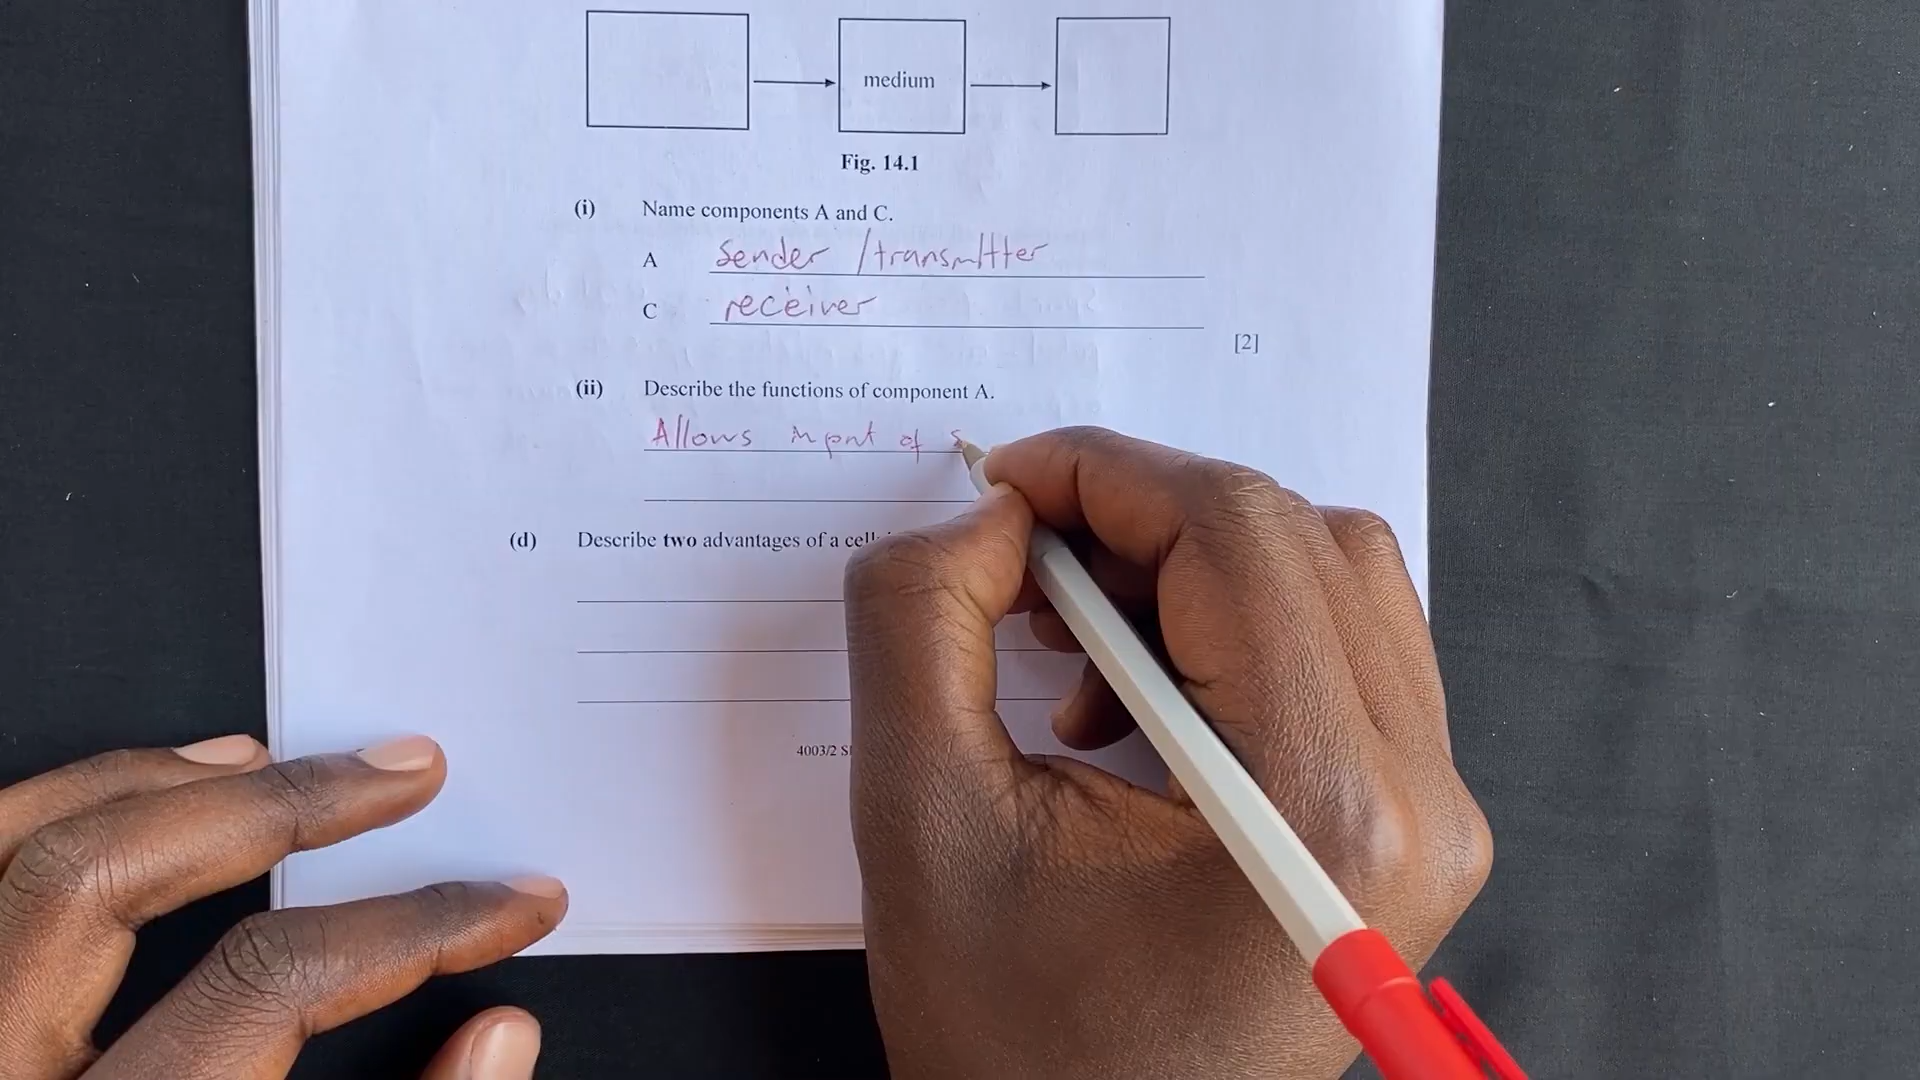 medium
Fig. 14.1
(i) Name components A and C.
A sender / transmitter
C receiver
[2]
(ii) Describe the functions of component A.
Allows input of s
(d) Describe two advantages of a cell
4003/2